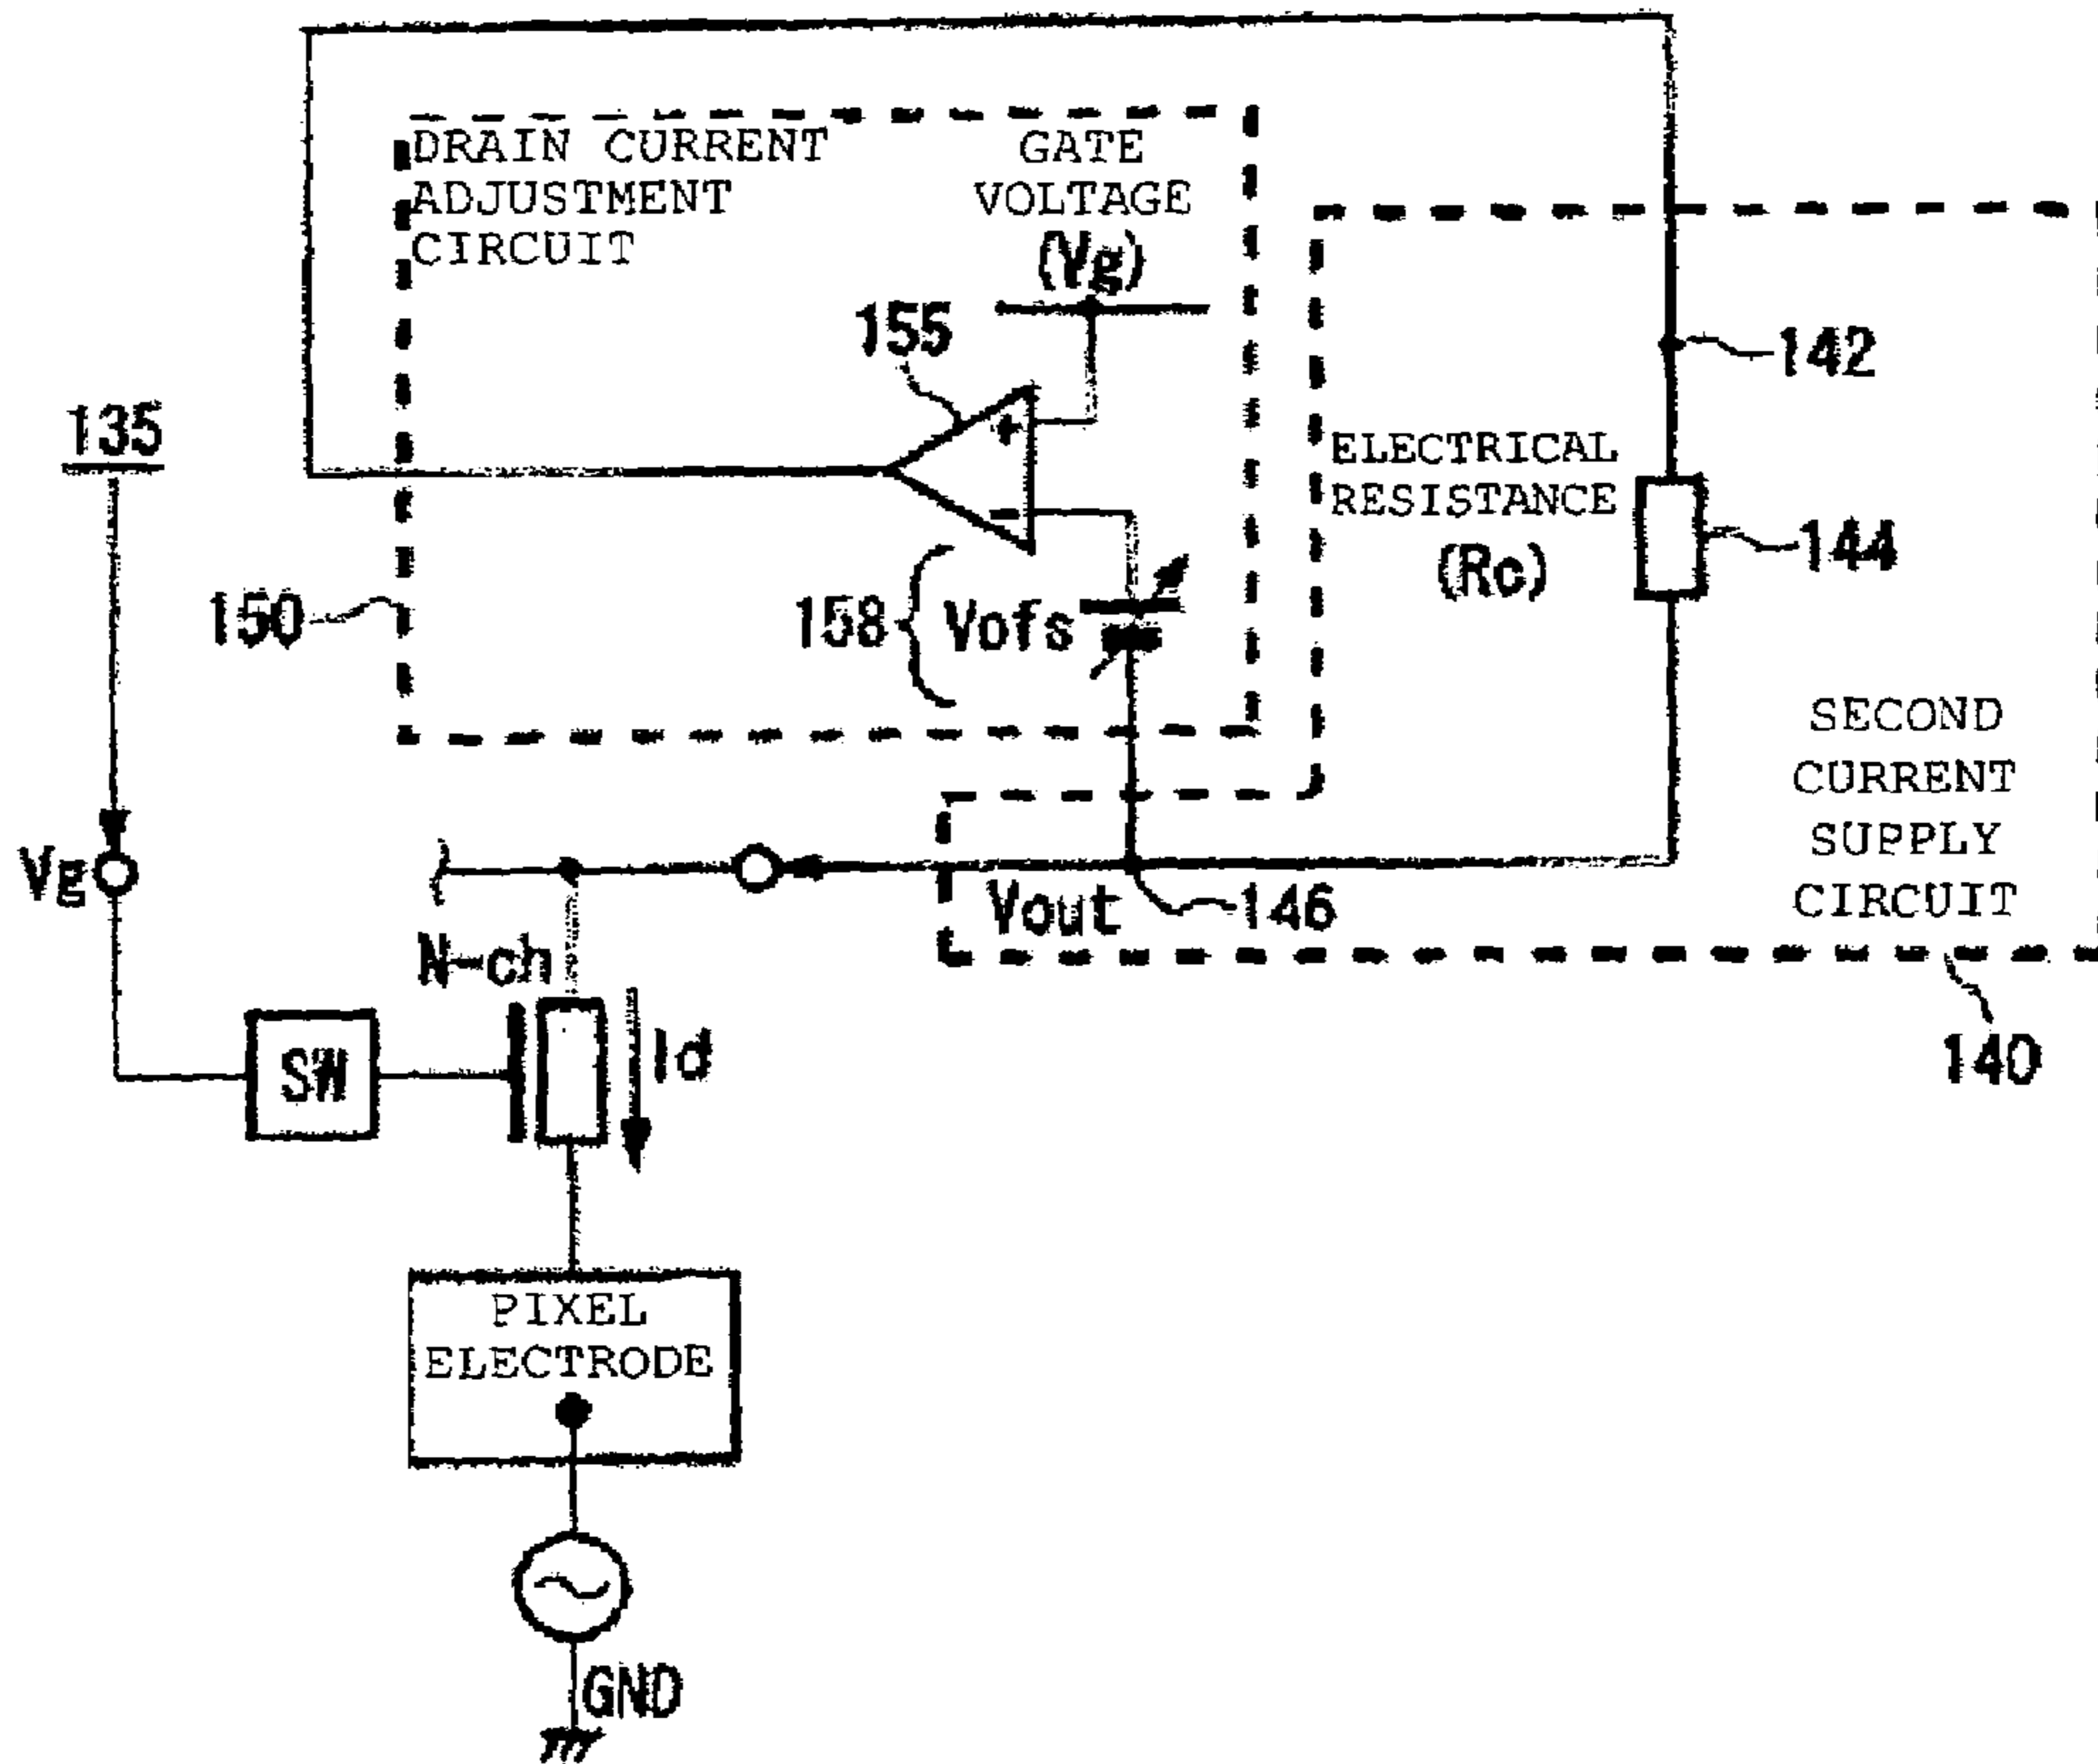 DRAIN CURRENT
ADJUSTMENT
CIRCUIT
GATE
VOLTAGE
(Vg)
155
142
135
ELECTRICAL
RESISTANCE
(Rc)
144
+
-
150
158
Vofs
SECOND
CURRENT
SUPPLY
CIRCUIT
Vg
Vout
146
N-ch
Id
SW
140
PIXEL
ELECTRODE
GND